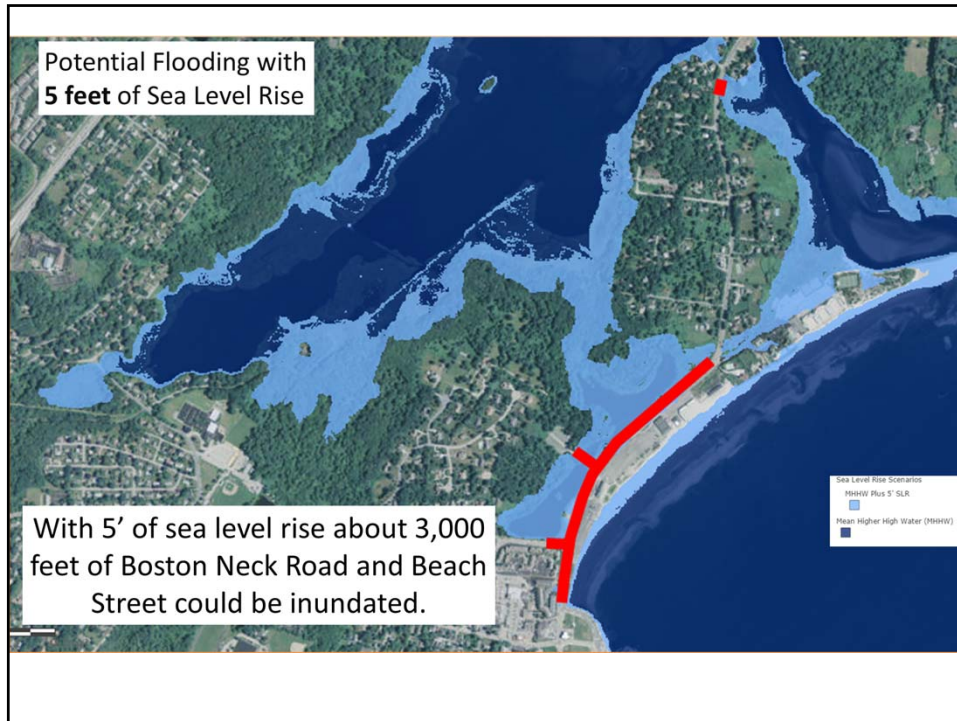 Potential Flooding with
5 feet of Sea Level Rise
Sea Level Rise Scenarios
MHHW Plus 5' SLR
Mean Higher High Water (MHHW)
With 5’ of sea level rise about 3,000
feet of Boston Neck Road and Beach
Street could be inundated.